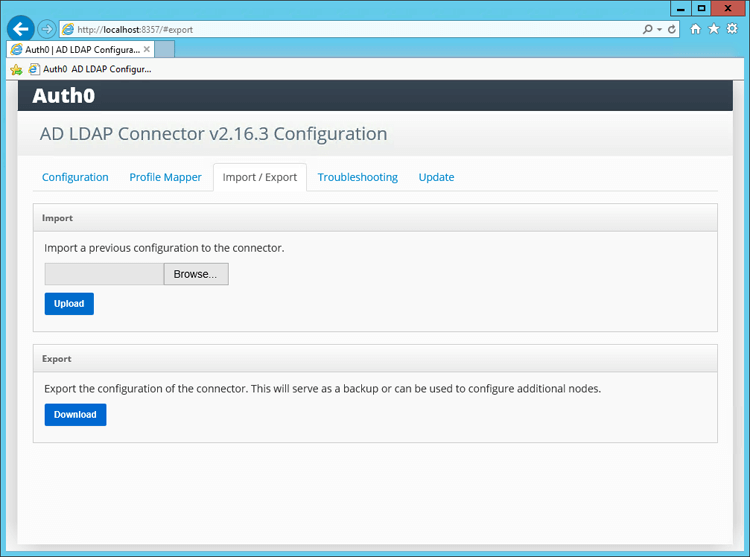 http://localhost:8357/#export
Auth0 | AD LDAP Configura...
Auth0 AD LDAP Configur...
Auth0
AD LDAP Connector v2.16.3 Configuration
Configuration Profile Mapper Import / Export Troubleshooting Update
Import
Import a previous configuration to the connector.
Browse...
Upload
Export
Export the configuration of the connector. This will serve as a backup or can be used to configure additional nodes.
Download